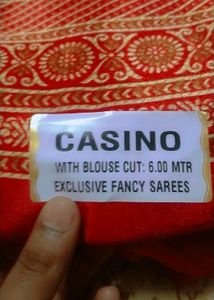 CASINO
WITH BLOUSE CUT: 6.00 MTR
EXCLUSIVE FANCY SAREES